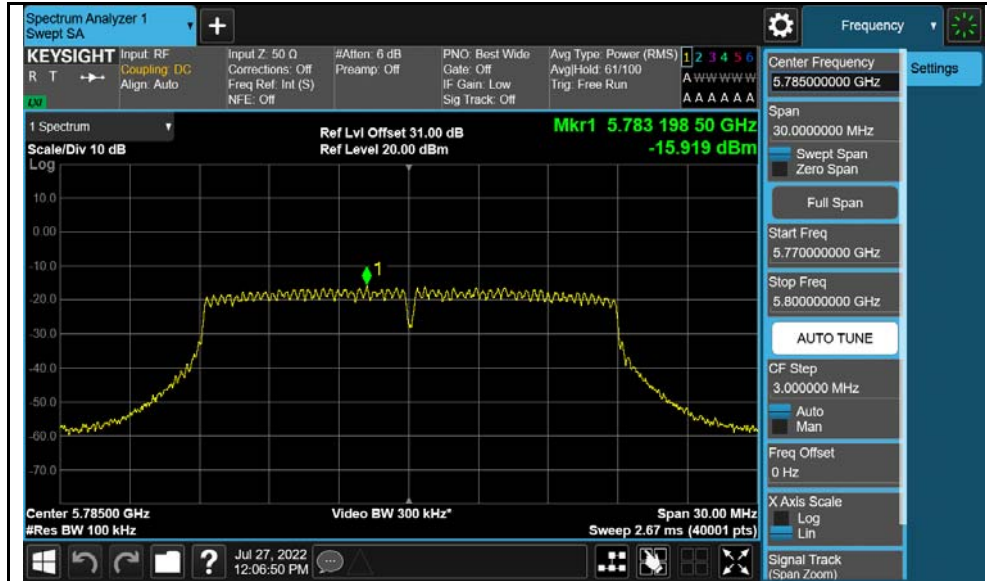 Spectrum Analyzer 1
Swept SA
+
Frequency
KEYSIGHT
R T
LXI
Input: RF
Coupling: DC
Align: Auto
Input Z: 50 Ω
Corrections: Off
Freq Ref: Int (S)
NFE: Off
#Atten: 6 dB
Preamp: Off
PNO: Best Wide
Gate: Off
IF Gain: Low
Sig Track: Off
Avg Type: Power (RMS)
Avg|Hold: 61/100
Trig: Free Run
1 2 3 4 5 6
A W W W W W
A A A A A A
1 Spectrum
Scale/Div 10 dB
Log
Ref Lvl Offset 31.00 dB
Ref Level 20.00 dBm
Mkr1 5.783 198 50 GHz
-15.919 dBm
10.0
0.00
-10.0
1
-20.0
-30.0
-40.0
-50.0
-60.0
-70.0
Center 5.78500 GHz
#Res BW 100 kHz
Video BW 300 kHz*
Span 30.00 MHz
Sweep 2.67 ms (40001 pts)
?
Jul 27, 2022
12:06:50 PM
Center Frequency
5.785000000 GHz
Settings
Span
30.0000000 MHz
Swept Span
Zero Span
Full Span
Start Freq
5.770000000 GHz
Stop Freq
5.800000000 GHz
AUTO TUNE
CF Step
3.000000 MHz
Auto
Man
Freq Offset
0 Hz
X Axis Scale
Log
Lin
Signal Track
(Span Zoom)